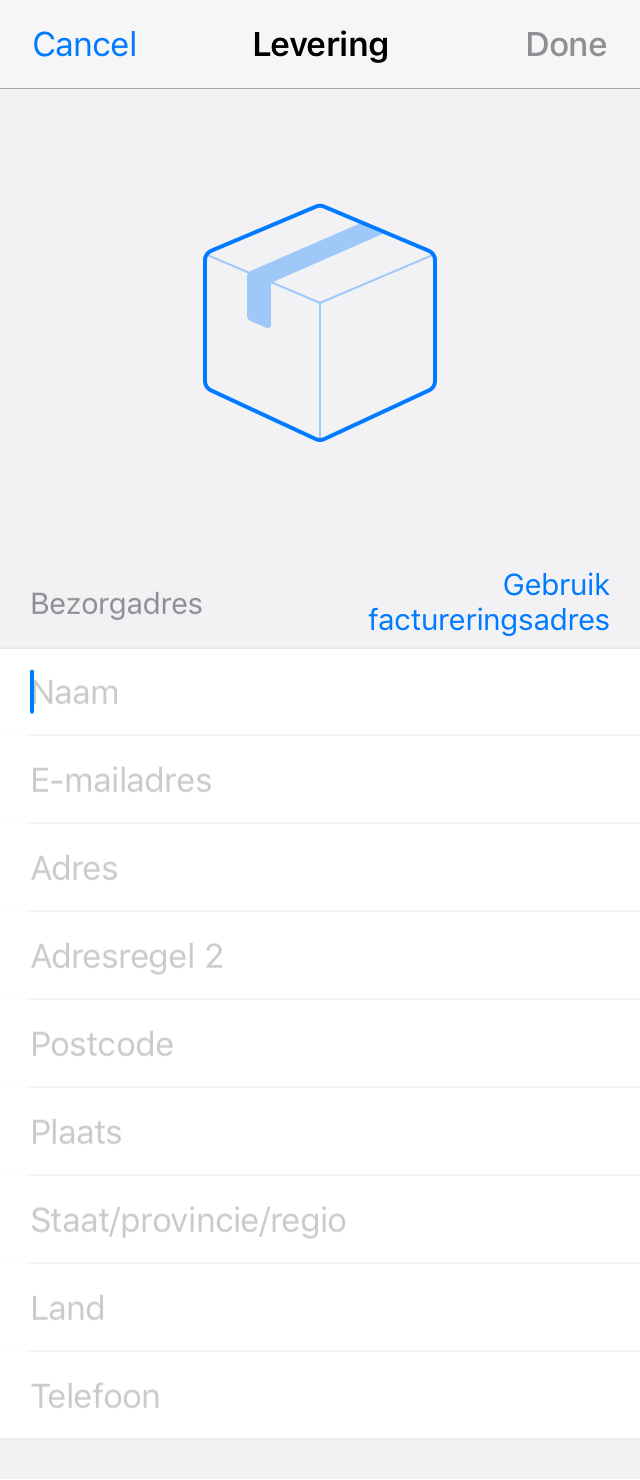 Cancel
Levering
Done
Bezorgadres
Gebruik
factureringsadres
Naam
E-mailadres
Adres
Adresregel 2
Postcode
Plaats
Staat/provincie/regio
Land
Telefoon